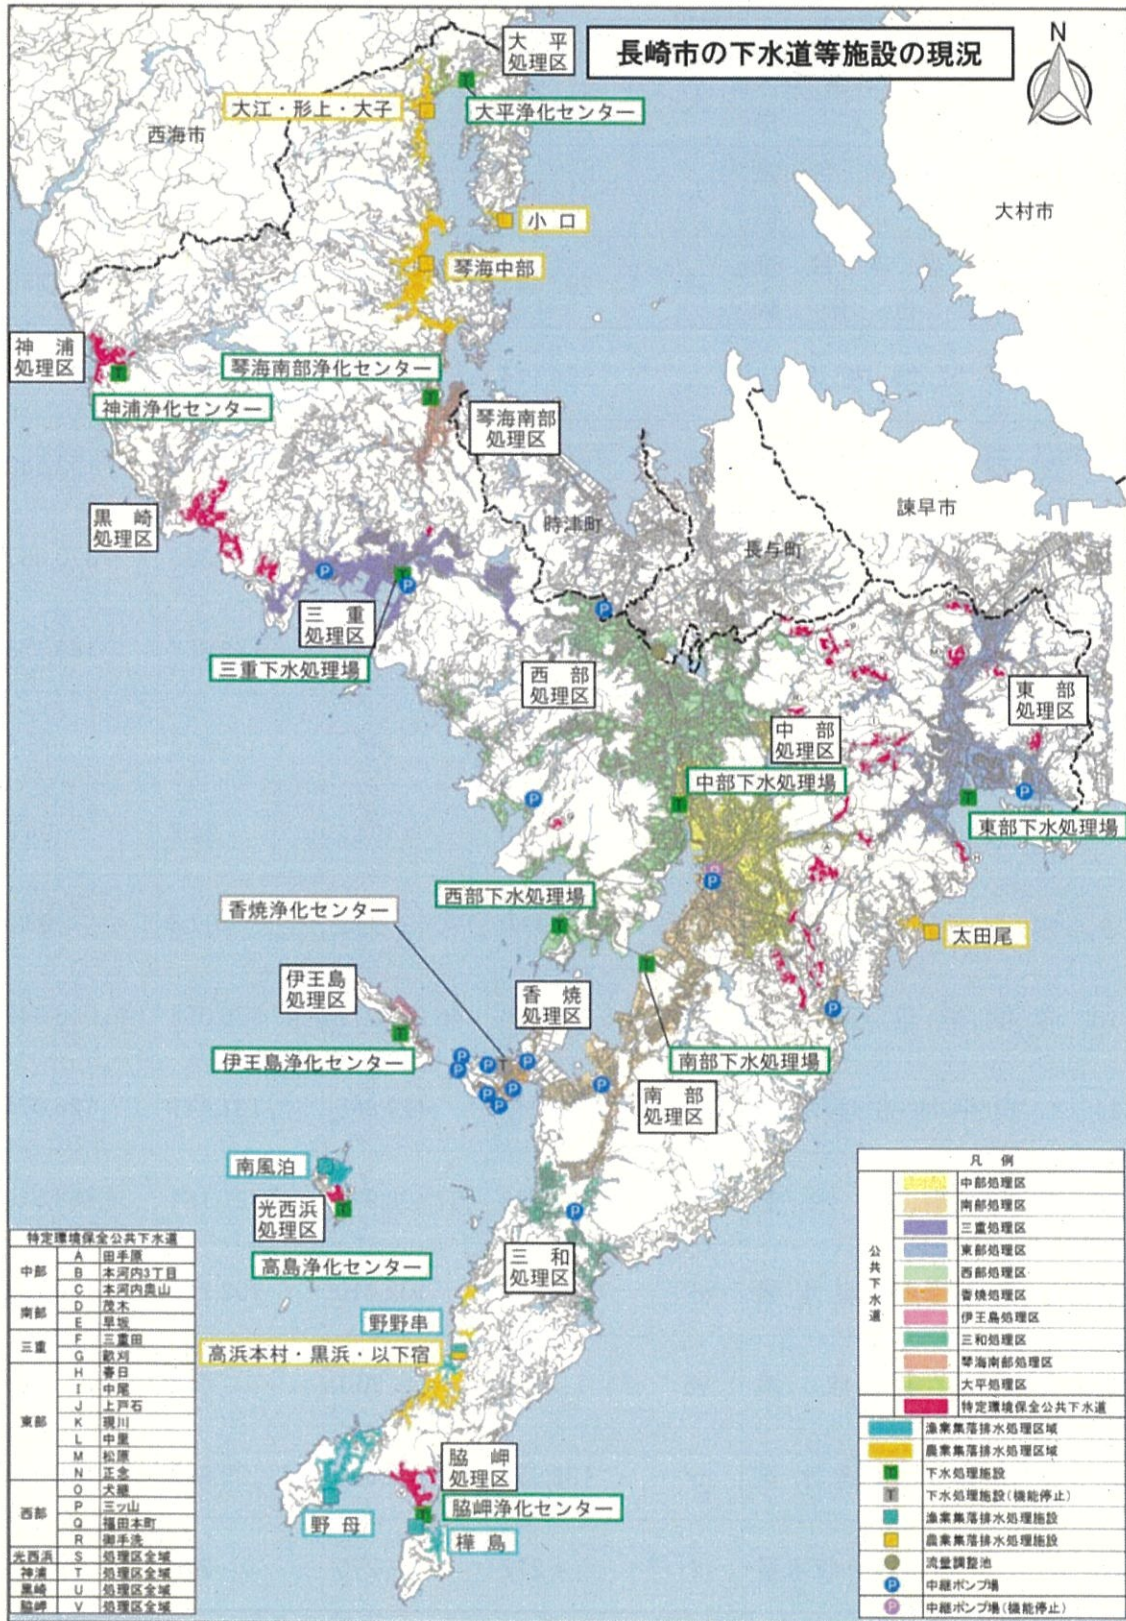 長崎市の下水道等施設の現況
N
大平
処理区
大江・形上・大子
大平浄化センター
西海市
大村市
小口
琴海中部
神浦
処理区
琴海南部浄化センター
神浦浄化センター
琴海南部
処理区
黒崎
処理区
時津町
諫早市
長与町
三重
処理区
三重下水処理場
西部
処理区
東部
処理区
中部
処理区
中部下水処理場
東部下水処理場
西部下水処理場
香焼浄化センター
太田尾
伊王島
処理区
香焼
処理区
伊王島浄化センター
南部下水処理場
南部
処理区
南風泊
光西浜
処理区
高島浄化センター
三和
処理区
野野串
高浜本村・黒浜・以下宿
脇岬
処理区
脇岬浄化センター
野母
樺島
特定環境保全公共下水道
中部 A 田手原
B 本河内3丁目
C 本河内奥山
南部 D 茂木
E 早坂
三重 F 三重田
G 畝刈
東部 H 春日
I 中尾
J 上戸石
K 現川
L 中里
M 松原
N 正念
西部 O 犬継
P 三ッ山
Q 福田本町
R 御手洗
光西浜 S 処理区全域
神浦 T 処理区全域
黒崎 U 処理区全域
脇岬 V 処理区全域
凡例
公共下水道
中部処理区
南部処理区
三重処理区
東部処理区
西部処理区
香焼処理区
伊王島処理区
三和処理区
琴海南部処理区
大平処理区
特定環境保全公共下水道
漁業集落排水処理区域
農業集落排水処理区域
T 下水処理施設
T 下水処理施設(機能停止)
漁業集落排水処理施設
農業集落排水処理施設
流量調整池
P 中継ポンプ場
P 中継ポンプ場(機能停止)